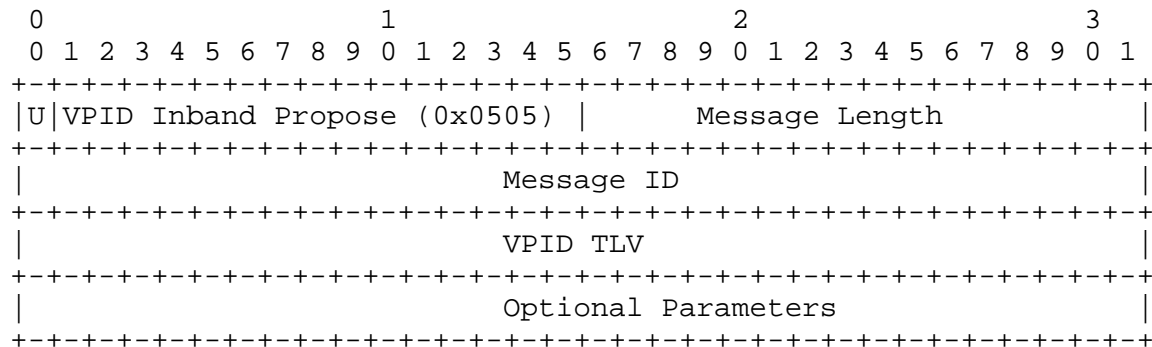 0                   1                   2                   3
 0 1 2 3 4 5 6 7 8 9 0 1 2 3 4 5 6 7 8 9 0 1 2 3 4 5 6 7 8 9 0 1
+-+-+-+-+-+-+-+-+-+-+-+-+-+-+-+-+-+-+-+-+-+-+-+-+-+-+-+-+-+-+-+-+
|U|VPID Inband Propose (0x0505) |      Message Length           |
+-+-+-+-+-+-+-+-+-+-+-+-+-+-+-+-+-+-+-+-+-+-+-+-+-+-+-+-+-+-+-+-+
|                           Message ID                          |
+-+-+-+-+-+-+-+-+-+-+-+-+-+-+-+-+-+-+-+-+-+-+-+-+-+-+-+-+-+-+-+-+
|                           VPID TLV                            |
+-+-+-+-+-+-+-+-+-+-+-+-+-+-+-+-+-+-+-+-+-+-+-+-+-+-+-+-+-+-+-+-+
|                           Optional Parameters                 |
+-+-+-+-+-+-+-+-+-+-+-+-+-+-+-+-+-+-+-+-+-+-+-+-+-+-+-+-+-+-+-+-+